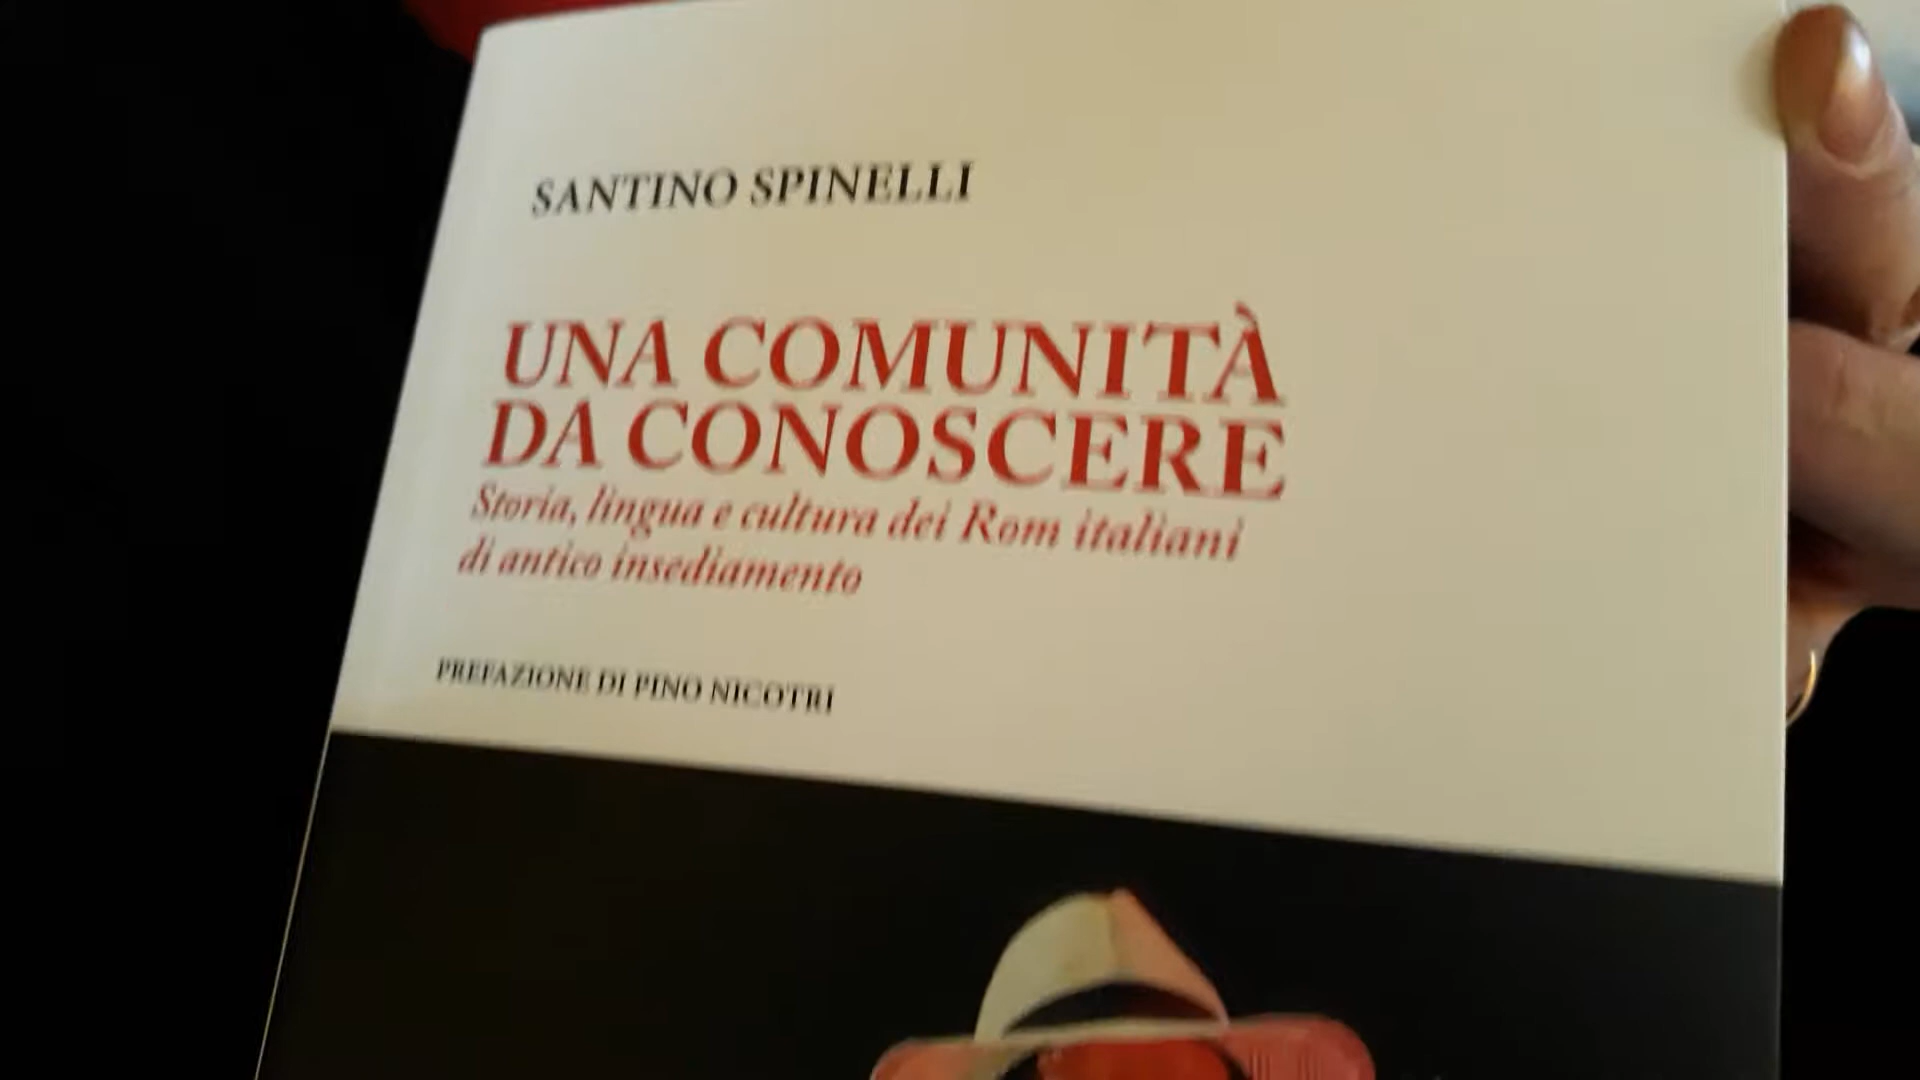 SANTINO SPINELLI
UNA COMUNITÀ
DA CONOSCERE
Storia, lingua e cultura dei Rom italiani
di antico insediamento
PREFAZIONE DI PINO NICOTRI